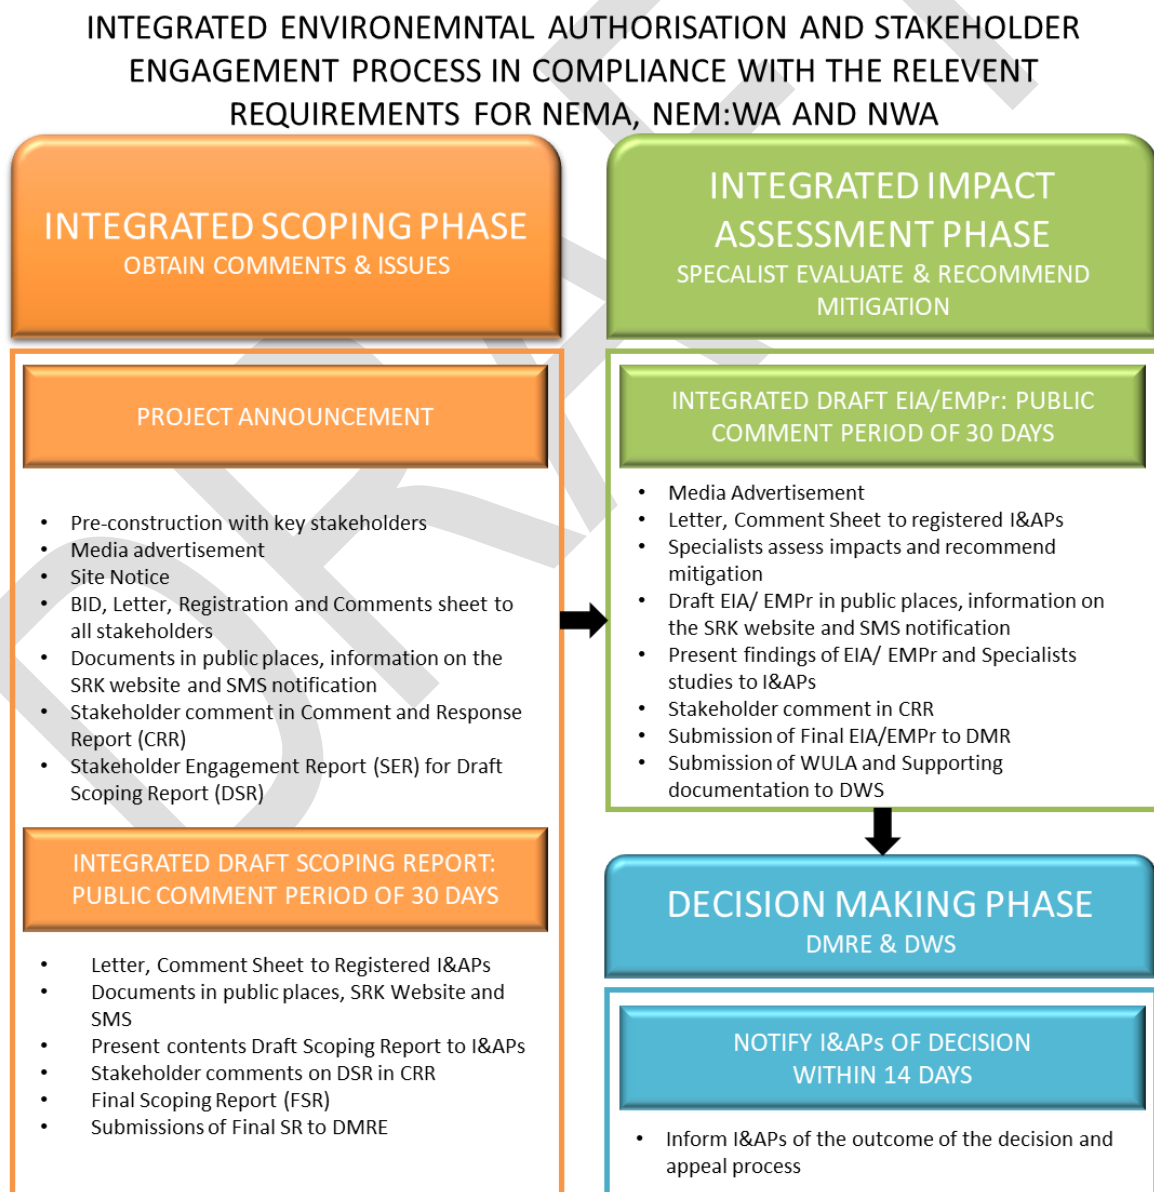 INTEGRATED ENVIRONEMNTAL AUTHORISATION AND STAKEHOLDER
ENGAGEMENT PROCESS IN COMPLIANCE WITH THE RELEVENT
REQUIREMENTS FOR NEMA, NEM:WA AND NWA
INTEGRATED SCOPING PHASE
OBTAIN COMMENTS & ISSUES
PROJECT ANNOUNCEMENT
• Pre-construction with key stakeholders
• Media advertisement
• Site Notice
• BID, Letter, Registration and Comments sheet to
all stakeholders
• Documents in public places, information on the
SRK website and SMS notification
• Stakeholder comment in Comment and Response
Report (CRR)
• Stakeholder Engagement Report (SER) for Draft
Scoping Report (DSR)
INTEGRATED DRAFT SCOPING REPORT:
PUBLIC COMMENT PERIOD OF 30 DAYS
• Letter, Comment Sheet to Registered I&APs
• Documents in public places, SRK Website and
SMS
• Present contents Draft Scoping Report to I&APs
• Stakeholder comments on DSR in CRR
• Final Scoping Report (FSR)
• Submissions of Final SR to DMRE
INTEGRATED IMPACT
ASSESSMENT PHASE
SPECALIST EVALUATE & RECOMMEND
MITIGATION
INTEGRATED DRAFT EIA/EMPr: PUBLIC
COMMENT PERIOD OF 30 DAYS
• Media Advertisement
• Letter, Comment Sheet to registered I&APs
• Specialists assess impacts and recommend
mitigation
• Draft EIA/ EMPr in public places, information on
the SRK website and SMS notification
• Present findings of EIA/ EMPr and Specialists
studies to I&APs
• Stakeholder comment in CRR
• Submission of Final EIA/EMPr to DMR
• Submission of WULA and Supporting
documentation to DWS
DECISION MAKING PHASE
DMRE & DWS
NOTIFY I&APs OF DECISION
WITHIN 14 DAYS
• Inform I&APs of the outcome of the decision and
appeal process
DRAFT